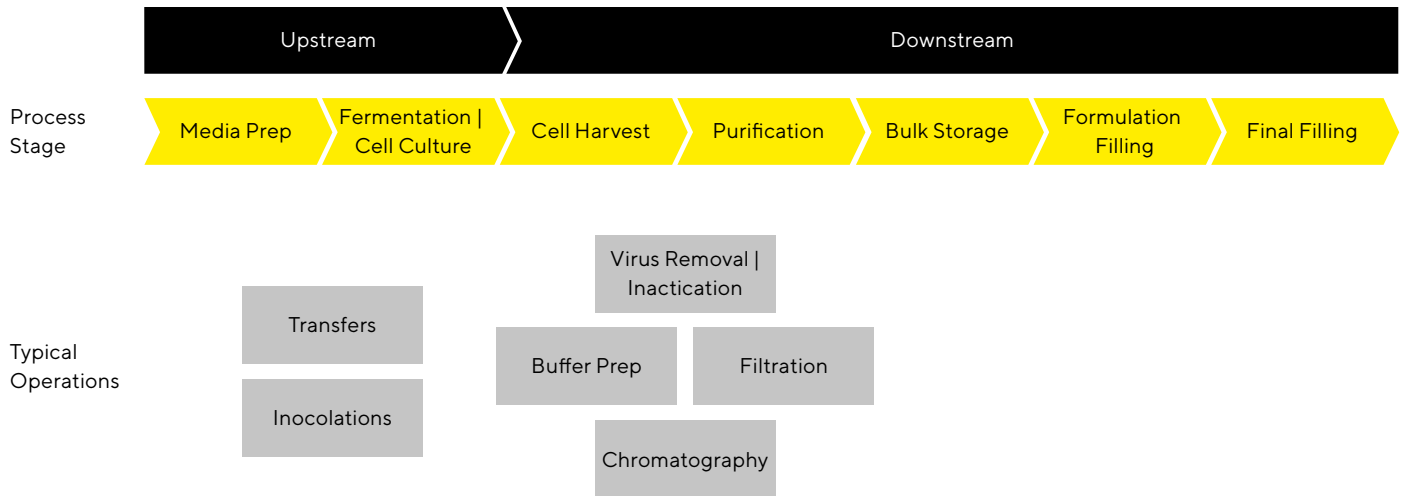 Upstream
Downstream
Process
Stage
Media Prep
Fermentation |
Cell Culture
Cell Harvest
Purification
Bulk Storage
Formulation
Filling
Final Filling
Typical
Operations
Transfers
Inocolations
Virus Removal |
Inactication
Buffer Prep
Filtration
Chromatography